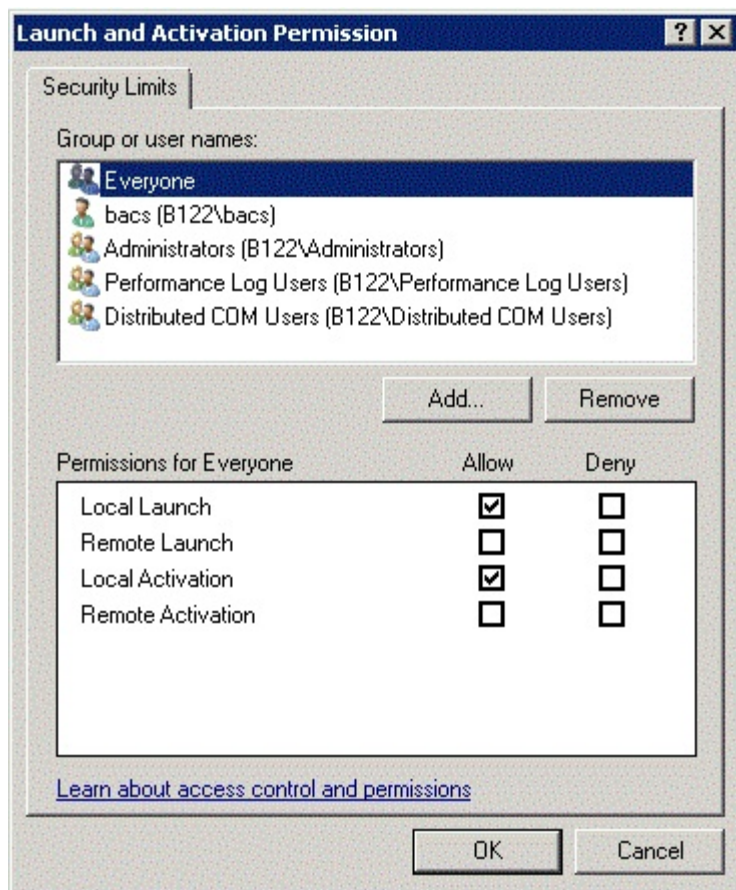 Launch and Activation Permission
Security Limits
Group or user names:
Everyone
bacs (B122\bacs)
Administrators (B122\Administrators)
Performance Log Users (B122\Performance Log Users)
Distributed COM Users (B122\Distributed COM Users)
Add... Remove
Permissions for Everyone Allow Deny
Local Launch
Remote Launch
Local Activation
Remote Activation
Learn about access control and permissions
OK Cancel